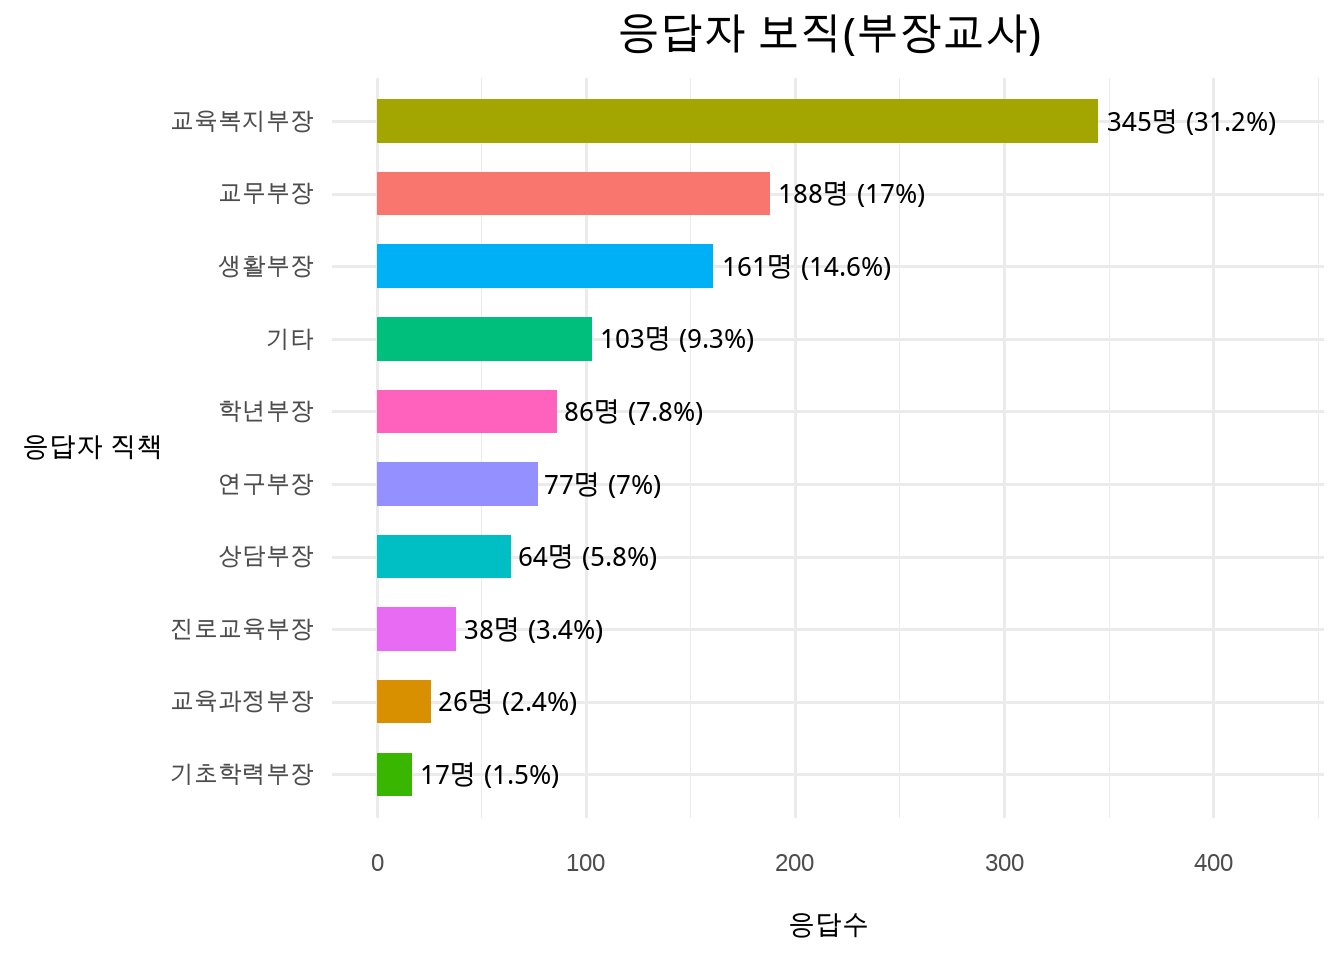 응답자 보직(부장교사)
교육복지부장 345명 (31.2%)
교무부장 188명 (17%)
생활부장 161명 (14.6%)
기타 103명 (9.3%)
학년부장 86명 (7.8%)
응답자 직책
연구부장 77명 (7%)
상담부장 64명 (5.8%)
진로교육부장 38명 (3.4%)
교육과정부장 26명 (2.4%)
기초학력부장 17명 (1.5%)
0 100 200 300 400
응답수